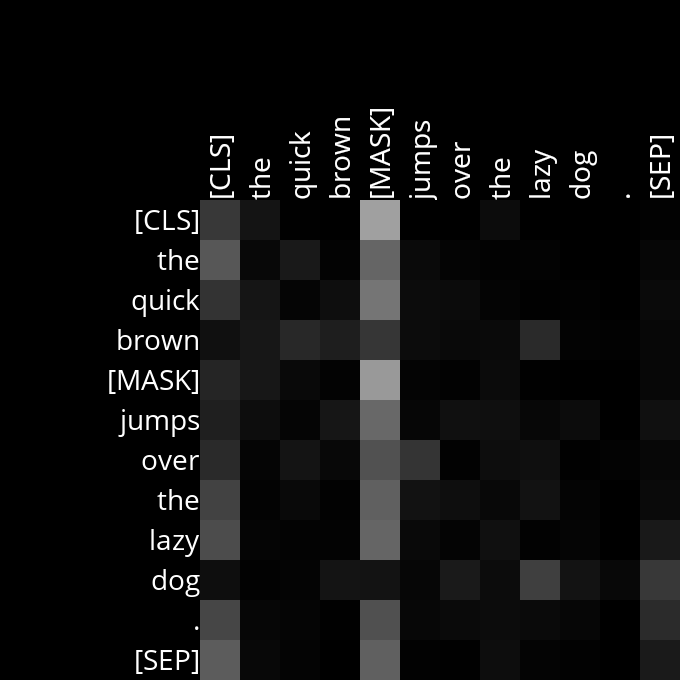 [CLS] the quick brown [MASK] jumps over the lazy dog . [SEP]
[CLS]
the
quick
brown
[MASK]
jumps
over
the
lazy
dog
.
[SEP]